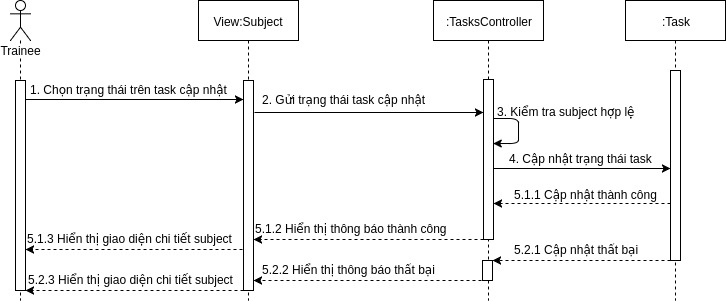 View:Subject
:TasksController
:Task
Trainee
1. Chọn trạng thái trên task cập nhật
2. Gửi trạng thái task cập nhật
3. Kiểm tra subject hợp lệ
4. Cập nhật trạng thái task
5.1.1 Cập nhật thành công
5.1.2 Hiển thị thông báo thành công
5.1.3 Hiển thị giao diện chi tiết subject
5.2.1 Cập nhật thất bại
5.2.2 Hiển thị thông báo thất bại
5.2.3 Hiển thị giao diện chi tiết subject